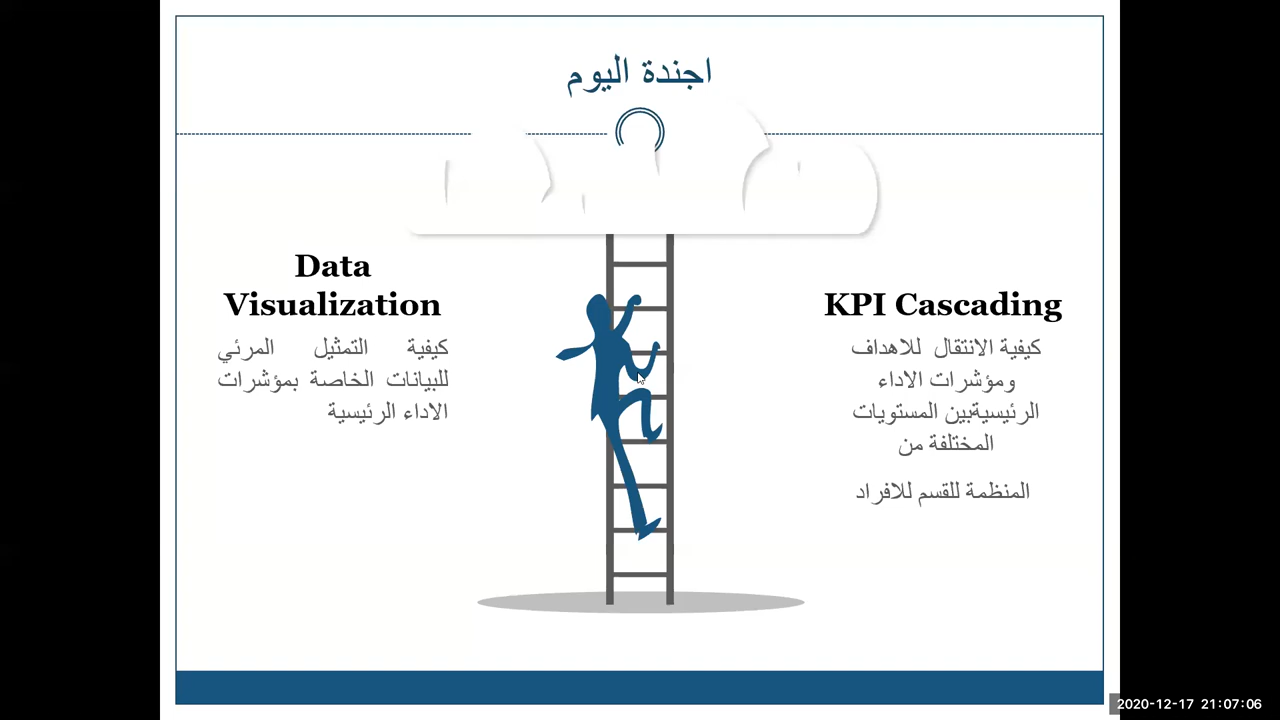 اجندة اليوم
KPI Cascading
كيفية الانتقال للاهداف
ومؤشرات الاداء
الرئيسيةبين المستويات
المختلفة من
المنظمة للقسم للافراد
Data
Visualization
كيفية التمثيل المرئي
للبيانات الخاصة بمؤشرات
الاداء الرئيسية
2020-12-17 21:07:06